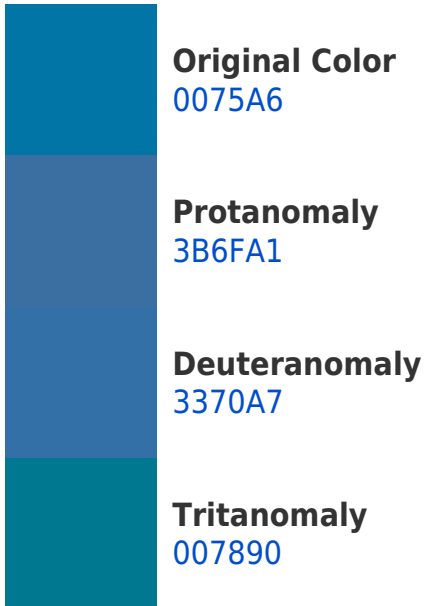 Original Color
0075A6
Protanomaly
3B6FA1
Deuteranomaly
3370A7
Tritanomaly
007890